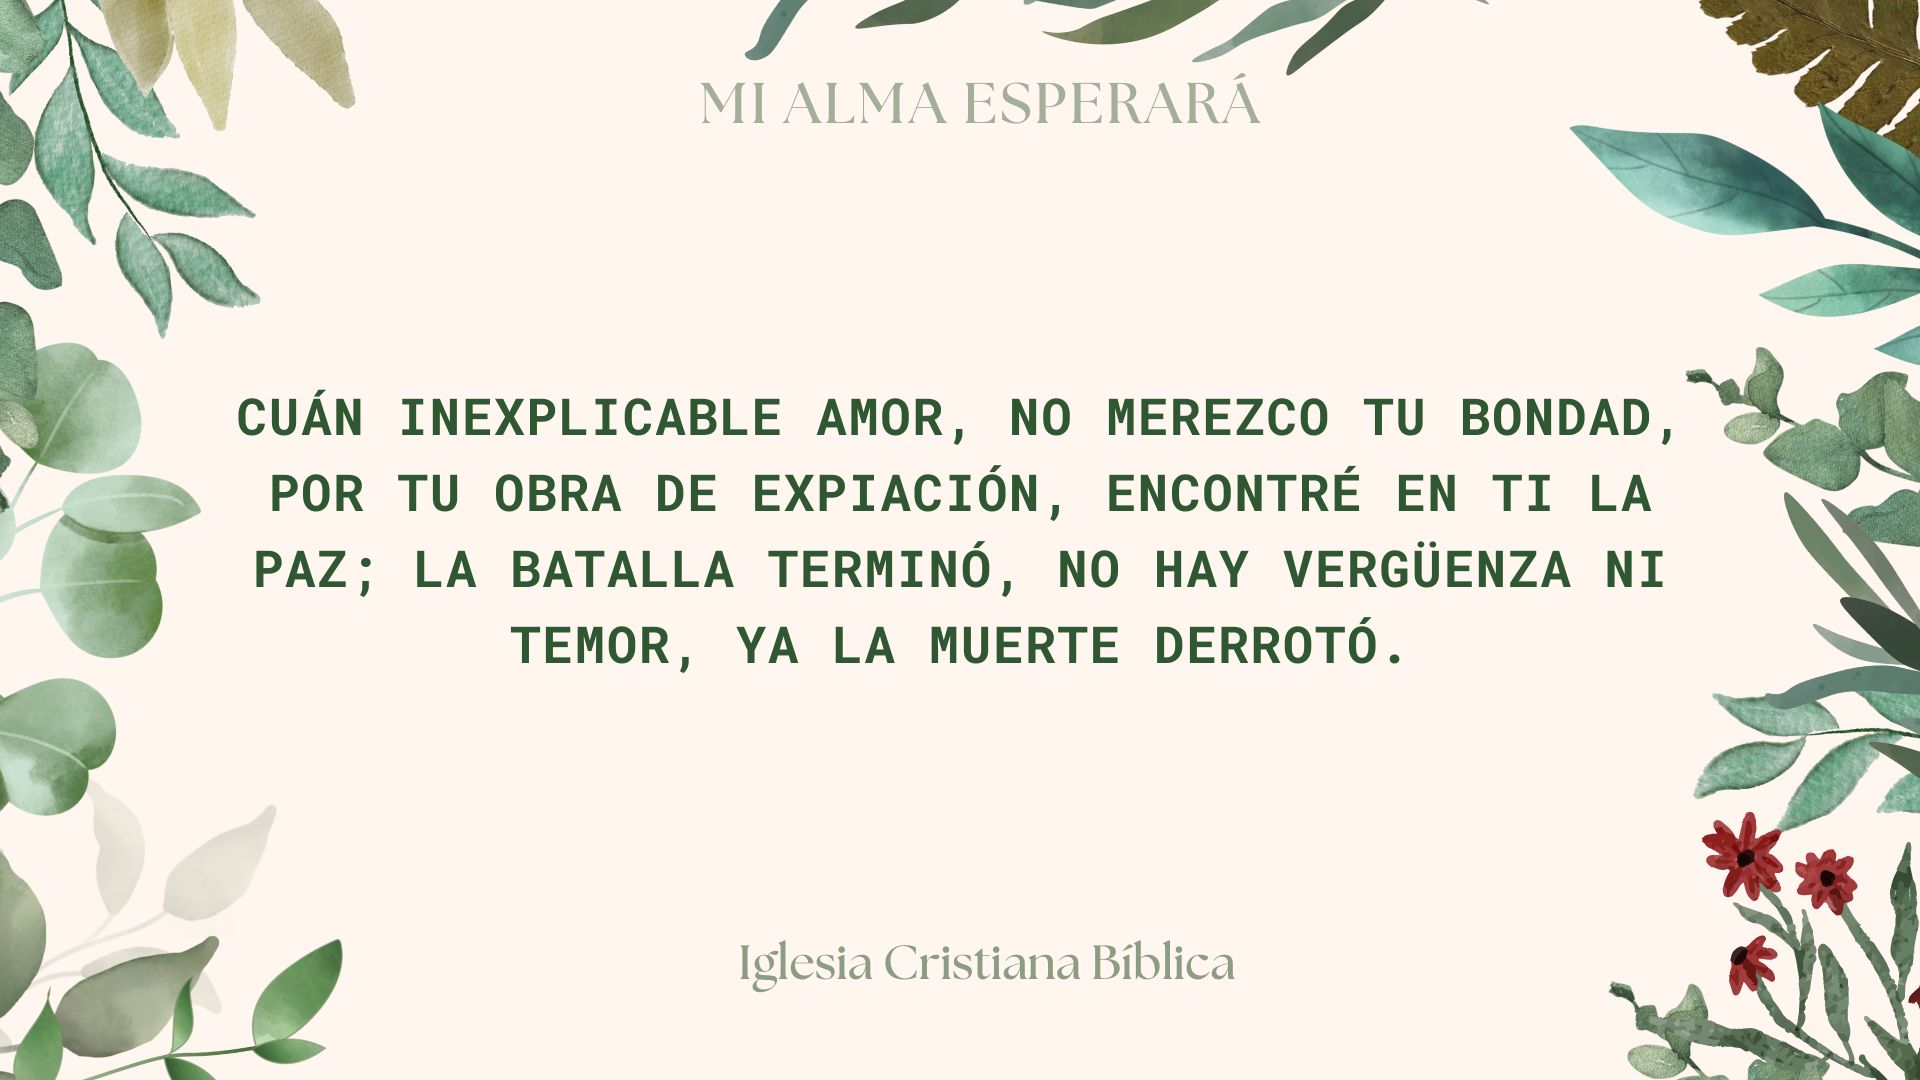 MI ALMA ESPERARÁ
CUÁN INEXPLICABLE AMOR, NO MEREZCO TU BONDAD,
POR TU OBRA DE EXPIACIÓN, ENCONTRÉ EN TI LA
PAZ; LA BATALLA TERMINÓ, NO HAY VERGÜENZA NI
TEMOR, YA LA MUERTE DERROTÓ.
Iglesia Cristiana Bíblica